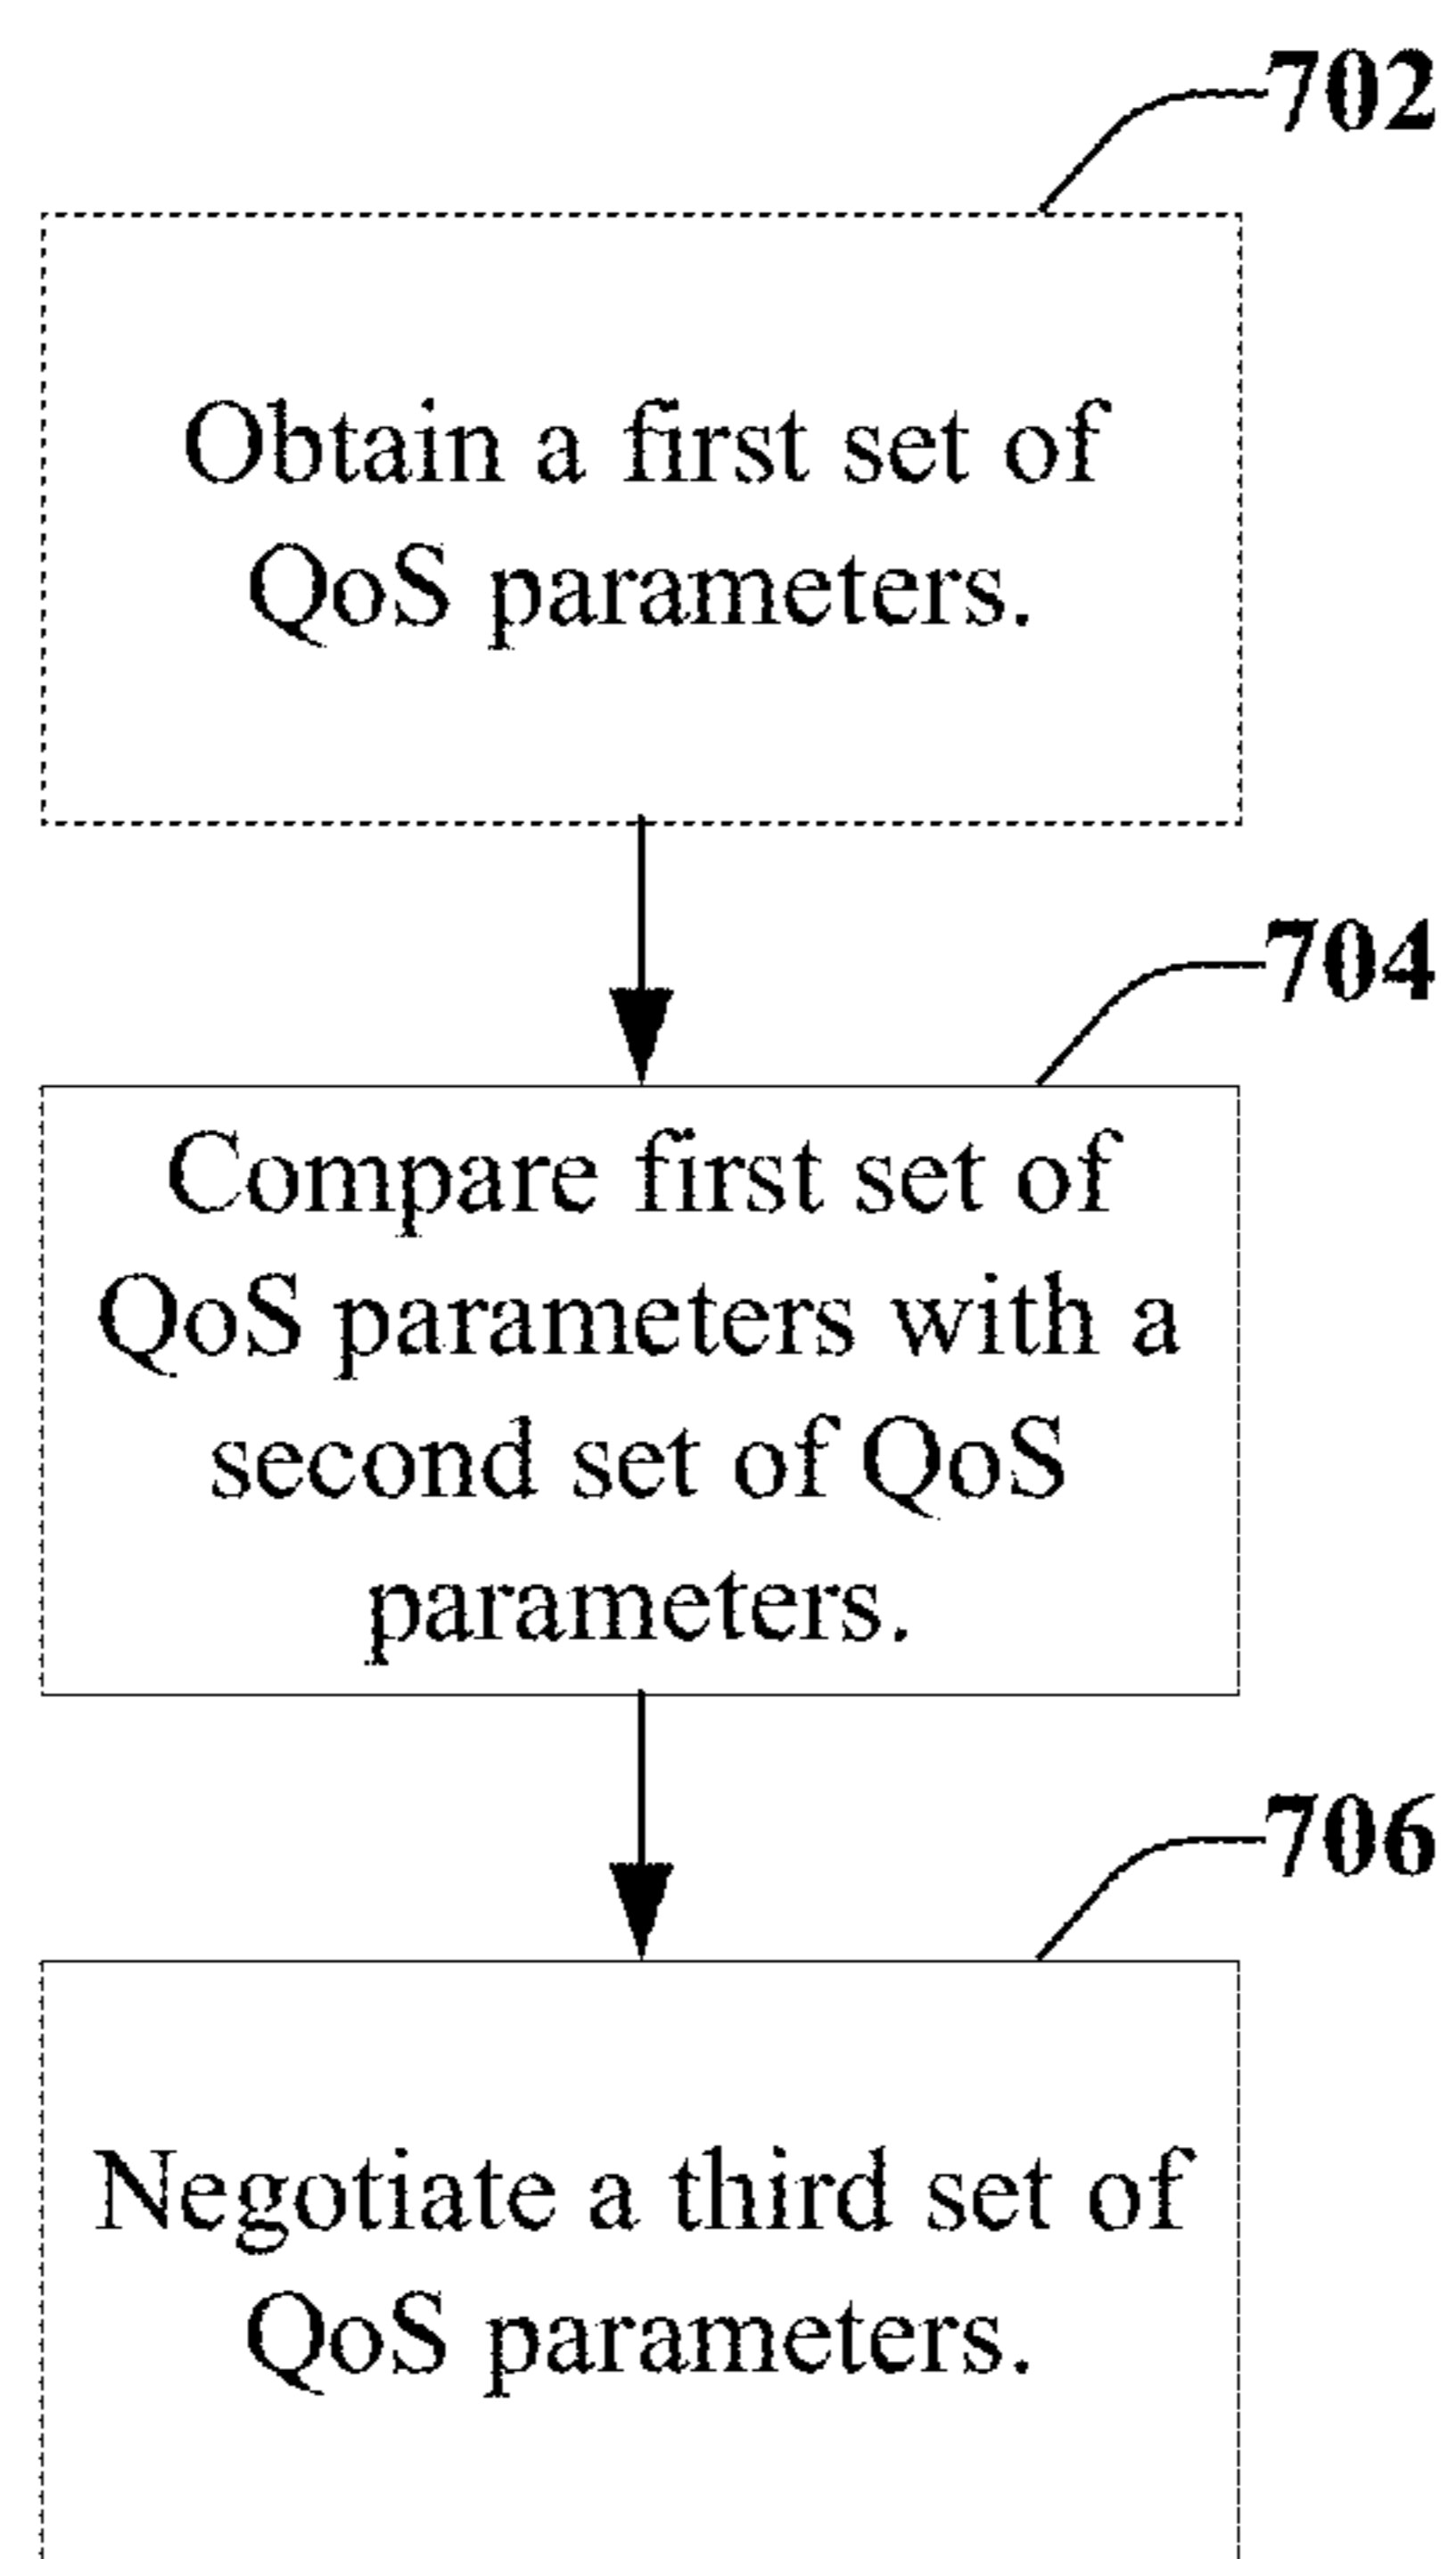 702
Obtain a first set of
QoS parameters.
704
Compare first set of
QoS parameters with a
second set of QoS
parameters.
706
Negotiate a third set of
QoS parameters.